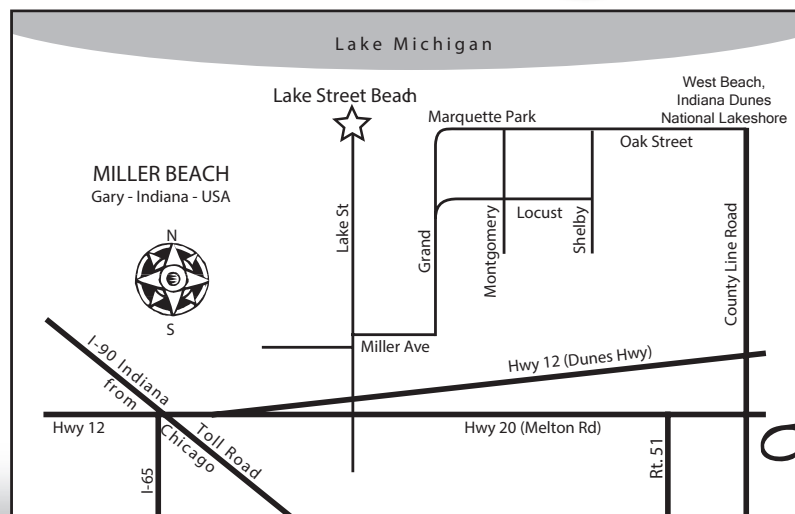 Lake Michigan
Lake Street Beach
West Beach,
Indiana Dunes
National Lakeshore
Marquette Park
Oak Street
MILLER BEACH
Gary - Indiana - USA
N
S
Lake St
Grand
Montgomery
Locust
Shelby
County Line Road
Miller Ave
I-90 Indiana
Toll Road
from
Chicago
Hwy 12 (Dunes Hwy)
Hwy 12
Hwy 20 (Melton Rd)
I-65
Rt. 51